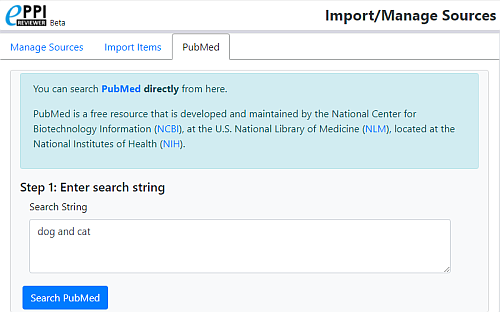 ePPI
REVIEWER Beta
Import/Manage Sources
Manage Sources Import Items PubMed
You can search PubMed directly from here.
PubMed is a free resource that is developed and maintained by the National Center for
Biotechnology Information (NCBI), at the U.S. National Library of Medicine (NLM), located at the
National Institutes of Health (NIH).
Step 1: Enter search string
Search String
dog and cat
Search PubMed